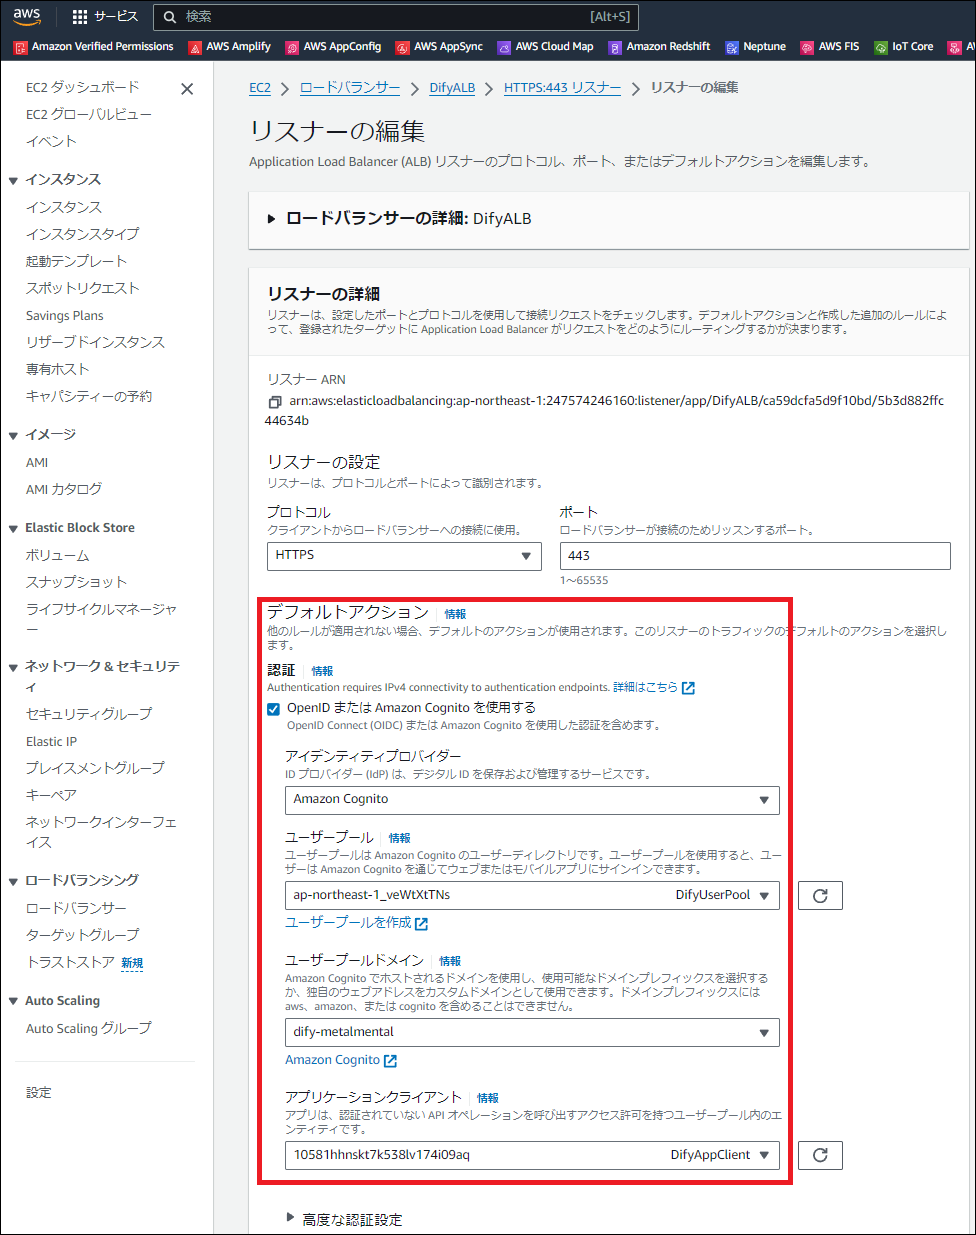 aws サービス 検索 [Alt+S]
Amazon Verified Permissions AWS Amplify AWS AppConfig AWS AppSync AWS Cloud Map Amazon Redshift Neptune AWS FIS IoT Core
EC2 ダッシュボード
EC2 グローバルビュー
イベント
インスタンス
インスタンス
インスタンスタイプ
起動テンプレート
スポットリクエスト
Savings Plans
リザーブドインスタンス
専有ホスト
キャパシティーの予約
イメージ
AMI
AMI カタログ
Elastic Block Store
ボリューム
スナップショット
ライフサイクルマネージャ
ー
ネットワーク & セキュリテ
ィ
セキュリティグループ
Elastic IP
プレイスメントグループ
キーペア
ネットワークインターフェ
イス
ロードバランシング
ロードバランサー
ターゲットグループ
トラストストア 新規
Auto Scaling
Auto Scaling グループ
設定
EC2 > ロードバランサー > DifyALB > HTTPS:443 リスナー > リスナーの編集
リスナーの編集
Application Load Balancer (ALB) リスナーのプロトコル、ポート、またはデフォルトアクションを編集します。
ロードバランサーの詳細: DifyALB
リスナーの詳細
リスナーは、設定したポートとプロトコルを使用して接続リクエストをチェックします。デフォルトアクションと作成した追加のルールによ
って、登録されたターゲットに Application Load Balancer がリクエストをどのようにルーティングするかが決まります。
リスナー ARN
arn:aws:elasticloadbalancing:ap-northeast-1:247574246160:listener/app/DifyALB/ca59dcfa5d9f10bd/5b3d882ffc
44634b
リスナーの設定
リスナーは、プロトコルとポートによって識別されます。
プロトコル
クライアントからロードバランサーへの接続に使用。
HTTPS
ポート
ロードバランサーが接続のためリッスンするポート。
443
1～65535
デフォルトアクション 情報
他のルールが適用されない場合、デフォルトのアクションが使用されます。このリスナーのトラフィックのデフォルトのアクションを選択し
ます。
認証 情報
Authentication requires IPv4 connectivity to authentication endpoints. 詳細はこちら
OpenID または Amazon Cognito を使用する
OpenID Connect (OIDC) または Amazon Cognito を使用した認証を含めます。
アイデンティティプロバイダー
ID プロバイダー (IdP) は、デジタル ID を保存および管理するサービスです。
Amazon Cognito
ユーザープール 情報
ユーザープールは Amazon Cognito のユーザーディレクトリです。ユーザープールを使用すると、ユー
ザーは Amazon Cognito を通じてウェブまたはモバイルアプリにサインインできます。
ap-northeast-1_veWtXtTNs DifyUserPool
ユーザープールを作成
ユーザープールドメイン 情報
Amazon Cognito でホストされるドメインを使用し、使用可能なドメインプレフィックスを選択する
か、独自のウェブアドレスをカスタムドメインとして使用できます。ドメインプレフィックスには
aws、amazon、または cognito を含めることはできません。
dify-metalmental
Amazon Cognito
アプリケーションクライアント 情報
アプリは、認証されていない API オペレーションを呼び出すアクセス許可を持つユーザープール内のエ
ンティティです。
10581hhnskt7k538lv174i09aq DifyAppClient
高度な認証設定